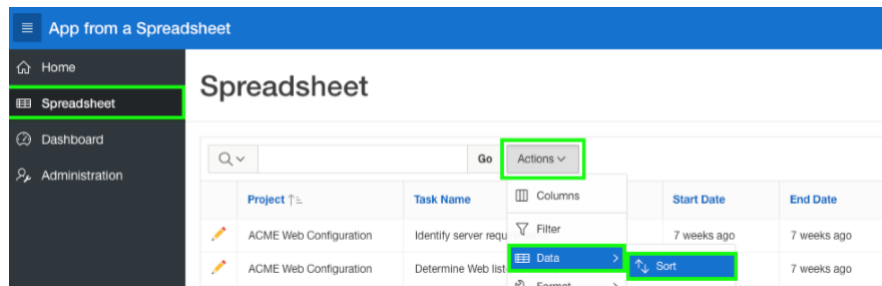 App from a Spreadsheet
Home
Spreadsheet
Dashboard
Administration
Spreadsheet
Go Actions
Project Task Name Start Date End Date
Columns
Filter
Data
Sort
Format
ACME Web Configuration Identify server requ 7 weeks ago 7 weeks ago
ACME Web Configuration Determine Web list 7 weeks ago